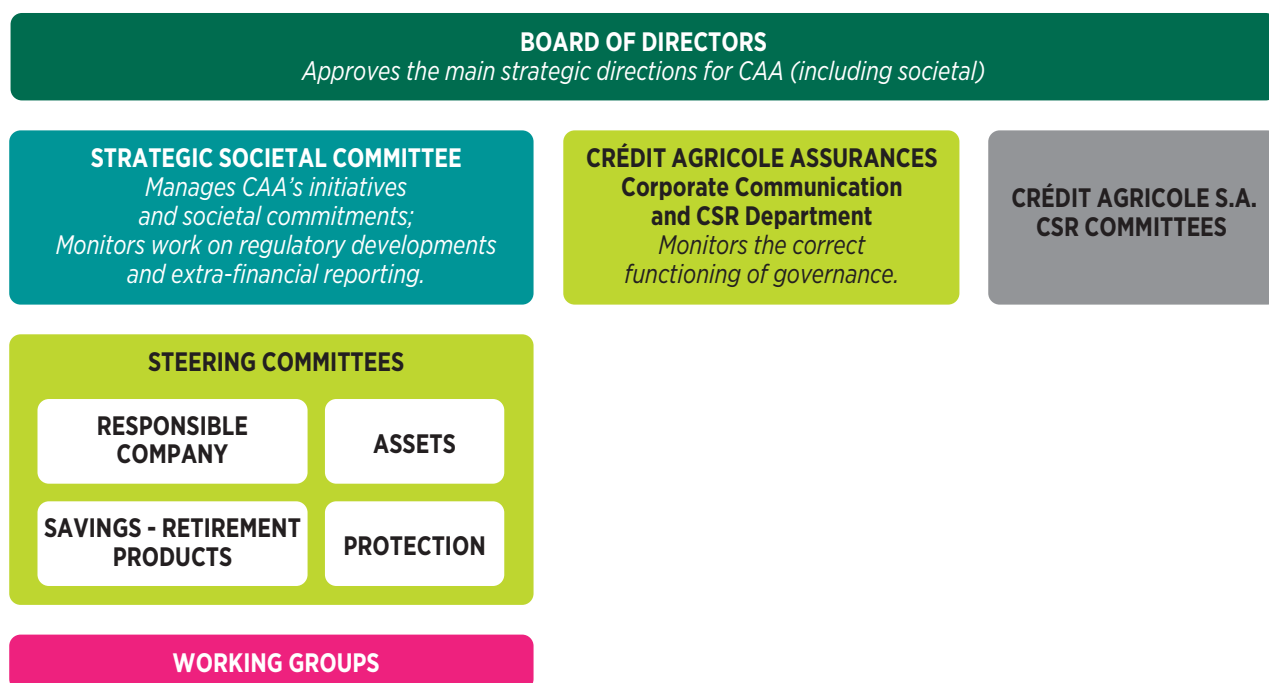 BOARD OF DIRECTORS
Approves the main strategic directions for CAA (including societal)
STRATEGIC SOCIETAL COMMITTEE
Manages CAA's initiatives
and societal commitments;
Monitors work on regulatory developments
and extra-financial reporting.
CRÉDIT AGRICOLE ASSURANCES
Corporate Communication
and CSR Department
Monitors the correct
functioning of governance.
CRÉDIT AGRICOLE S.A.
CSR COMMITTEES
STEERING COMMITTEES
RESPONSIBLE
COMPANY
ASSETS
SAVINGS - RETIREMENT
PRODUCTS
PROTECTION
WORKING GROUPS